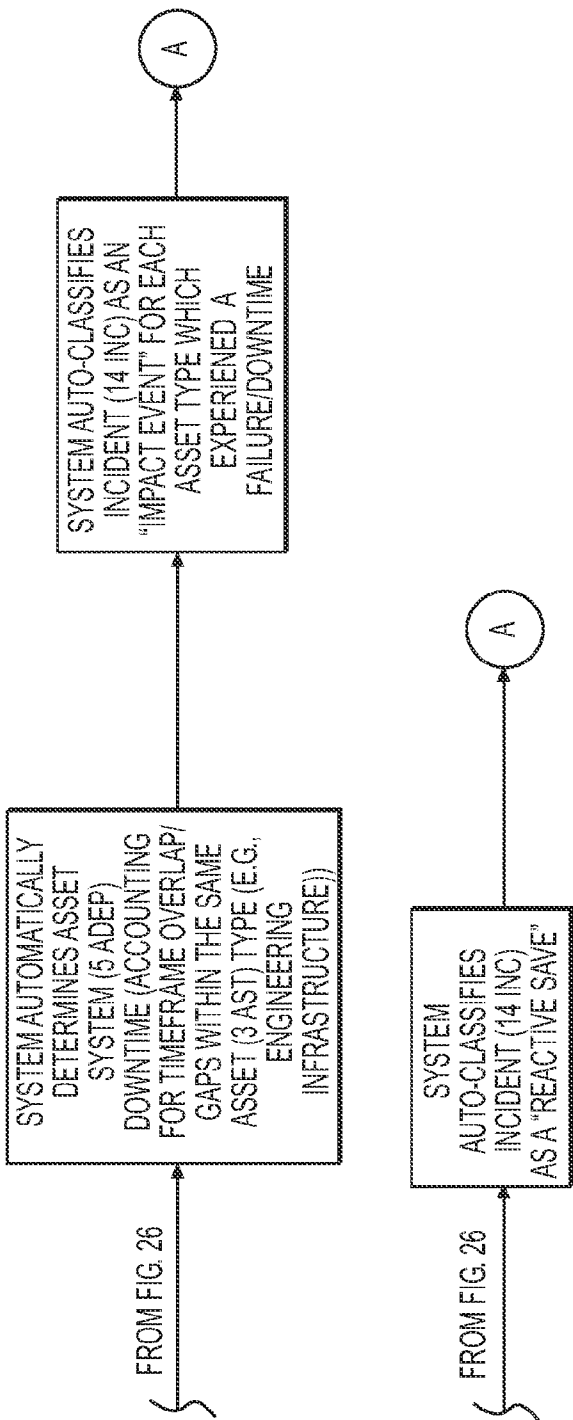 FROM FIG. 26
SYSTEM AUTOMATICALLY
DETERMINES ASSET
SYSTEM (5 ADEP)
DOWNTIME (ACCOUNTING
FOR TIMEFRAME OVERLAP/
GAPS WITHIN THE SAME
ASSET (3 AST) TYPE (E.G.,
ENGINEERING
INFRASTRUCTURE))
SYSTEM AUTO-CLASSIFIES
INCIDENT (14 INC) AS AN
"IMPACT EVENT" FOR EACH
ASSET TYPE WHICH
EXPERIENED A
FAILURE/DOWNTIME
A
FROM FIG. 26
SYSTEM
AUTO-CLASSIFIES
INCIDENT (14 INC)
AS A "REACTIVE SAVE"
A